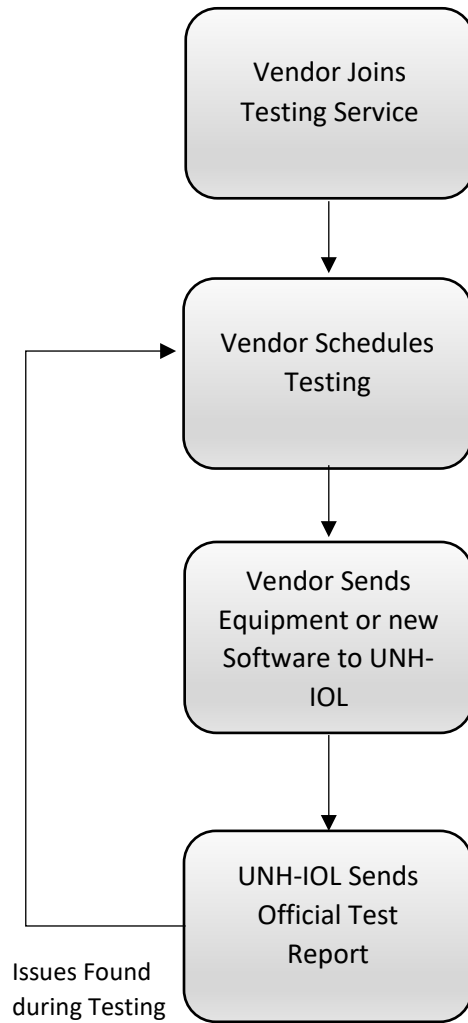 Vendor Joins
Testing Service
Vendor Schedules
Testing
Vendor Sends
Equipment or new
Software to UNH-
IOL
UNH-IOL Sends
Official Test
Report
Issues Found
during Testing